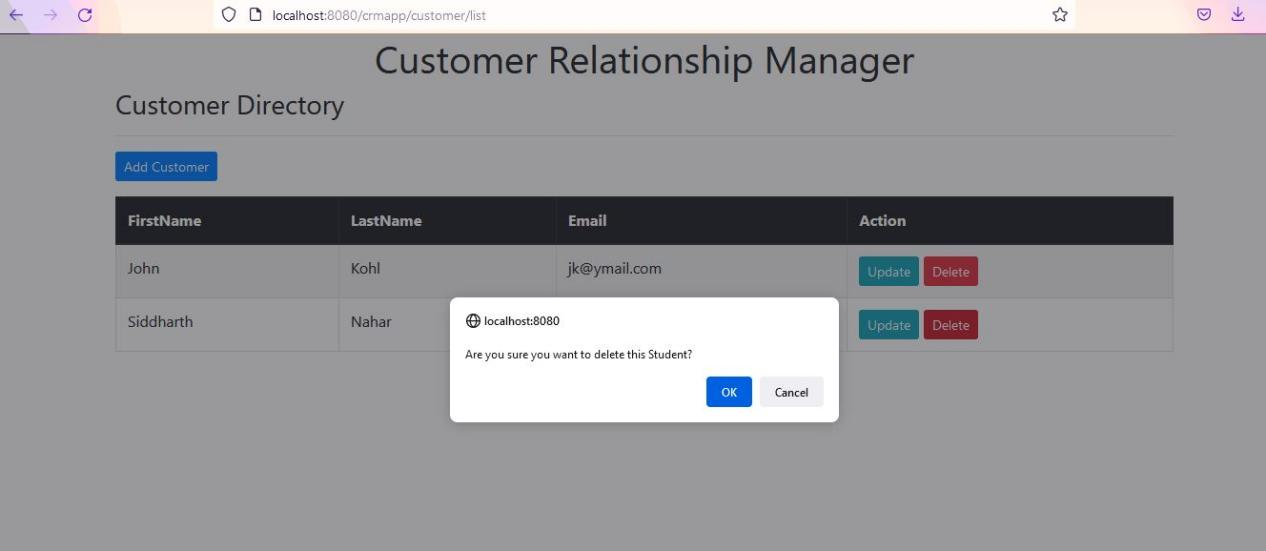 localhost:8080/crmapp/customer/list
Customer Relationship Manager
Customer Directory
Add Customer
FirstName LastName Email Action
John Kohl jk@ymail.com Update Delete
Siddharth Nahar Update Delete
localhost:8080
Are you sure you want to delete this Student?
OK Cancel